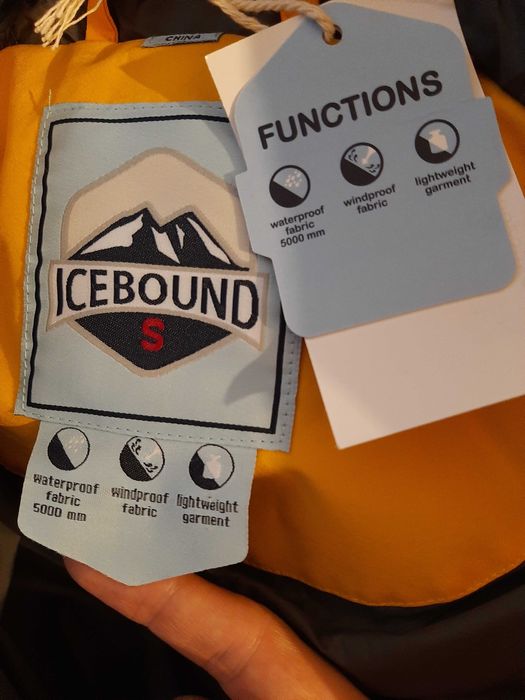 CHINA
FUNCTIONS
waterproof
fabric
5000 mm
windproof
fabric
lightweight
garment
ICEBOUND
S
waterproof
fabric
5000 mm
windproof
fabric
lightweight
garment